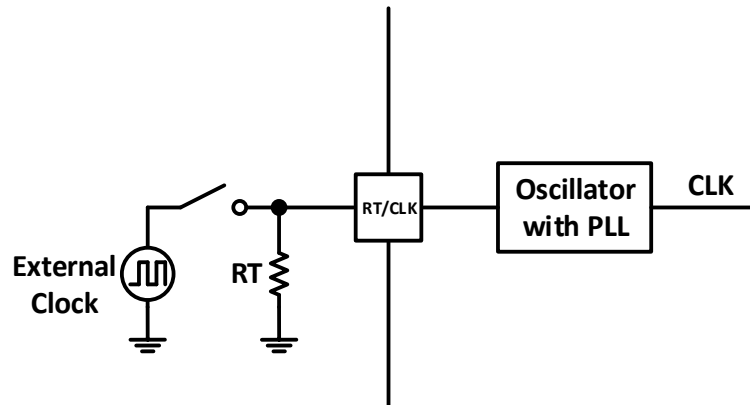 External
Clock
RT
RT/CLK
Oscillator
with PLL
CLK